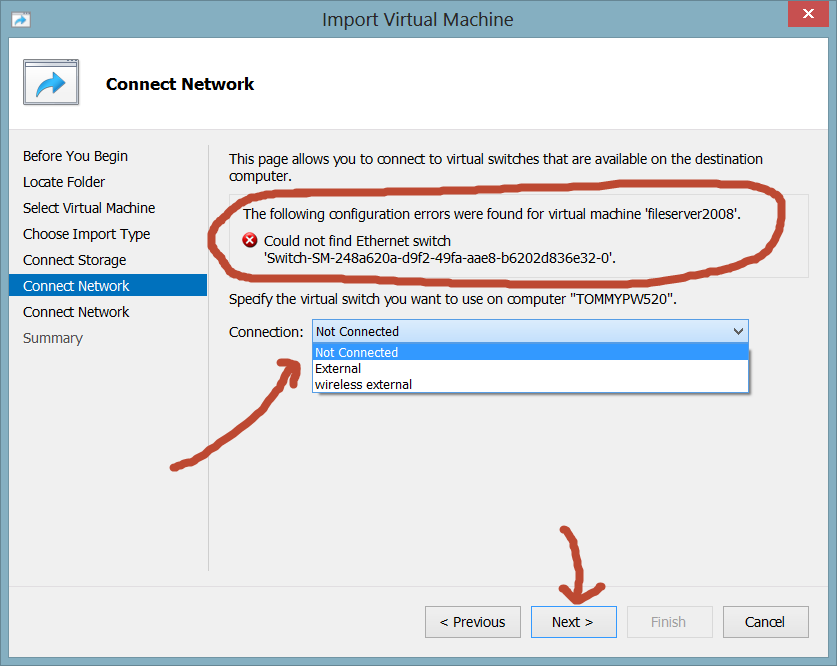 Import Virtual Machine
Connect Network
Before You Begin
Locate Folder
Select Virtual Machine
Choose Import Type
Connect Storage
Connect Network
Connect Network
Summary
This page allows you to connect to virtual switches that are available on the destination
computer.
The following configuration errors were found for virtual machine 'fileserver2008'.
Could not find Ethernet switch
'Switch-SM-248a620a-d9f2-49fa-aae8-b6202d836e32-0'.
Specify the virtual switch you want to use on computer "TOMMYPW520".
Connection: Not Connected
Not Connected
External
wireless external
< Previous Next > Finish Cancel